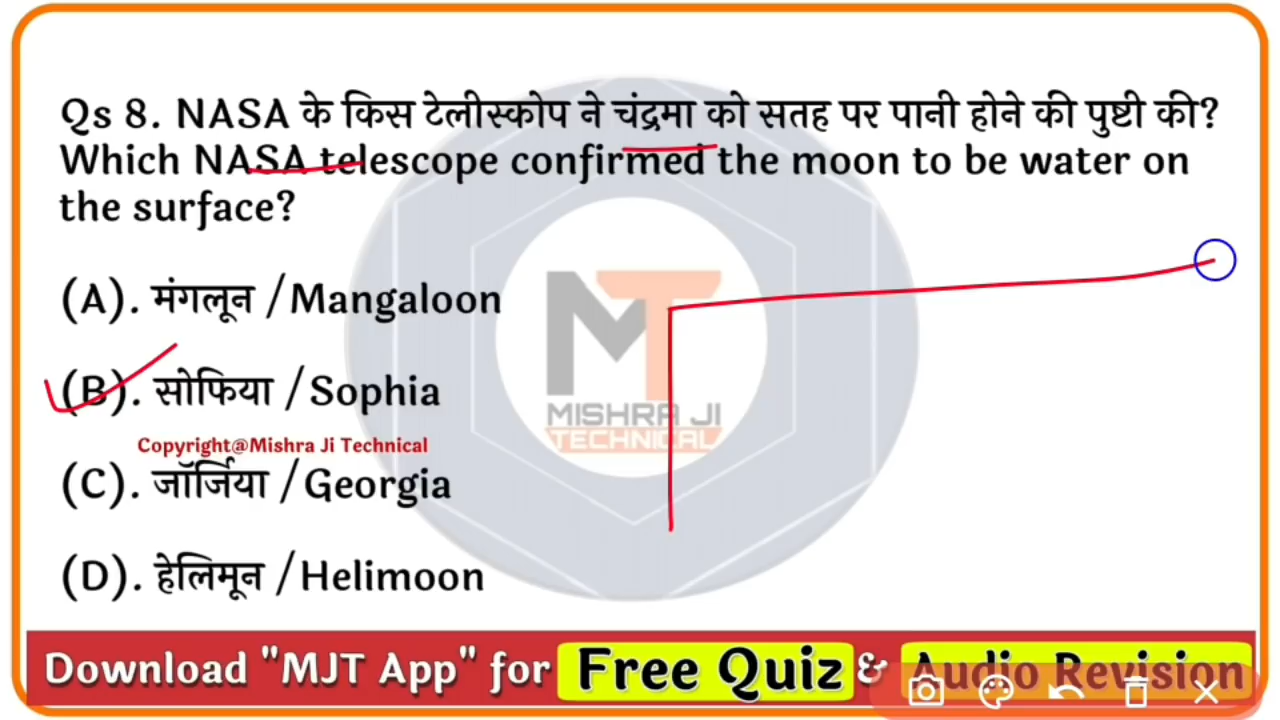 Qs 8. NASA के किस टेलीस्कोप ने चंद्रमा को सतह पर पानी होने की पुष्टी की?
Which NASA telescope confirmed the moon to be water on
the surface?
(A). मंगलून / Mangaloon
(B). सोफिया / Sophia
Copyright@Mishra Ji Technical
(C). जॉर्जिया / Georgia
(D). हेलिमून / Helimoon
MT
MISHRA JI
TECHNICAL
Download "MJT App" for Free Quiz & Audio Revision